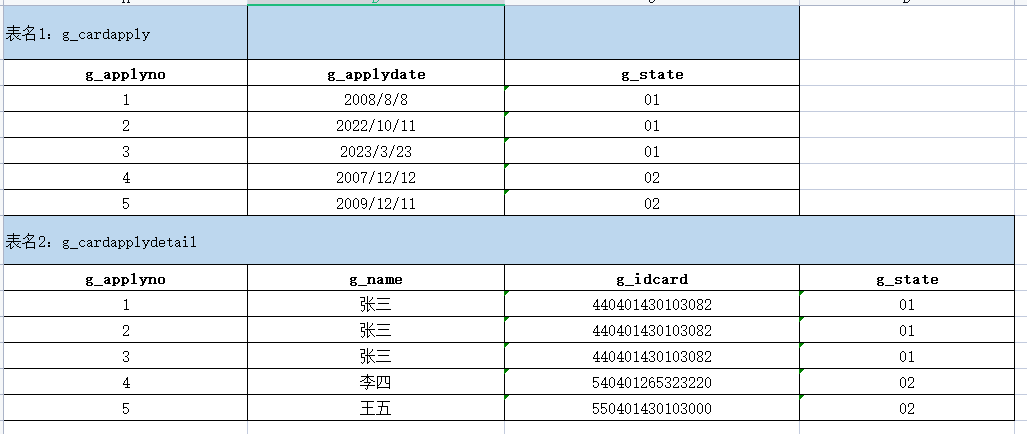 表名1: g_cardapply
g_applyno g_applydate g_state
1 2008/8/8 01
2 2022/10/11 01
3 2023/3/23 01
4 2007/12/12 02
5 2009/12/11 02
表名2: g_cardapplydetail
g_applyno g_name g_idcard g_state
1 张三 440401430103082 01
2 张三 440401430103082 01
3 张三 440401430103082 01
4 李四 540401265323220 02
5 王五 550401430103000 02